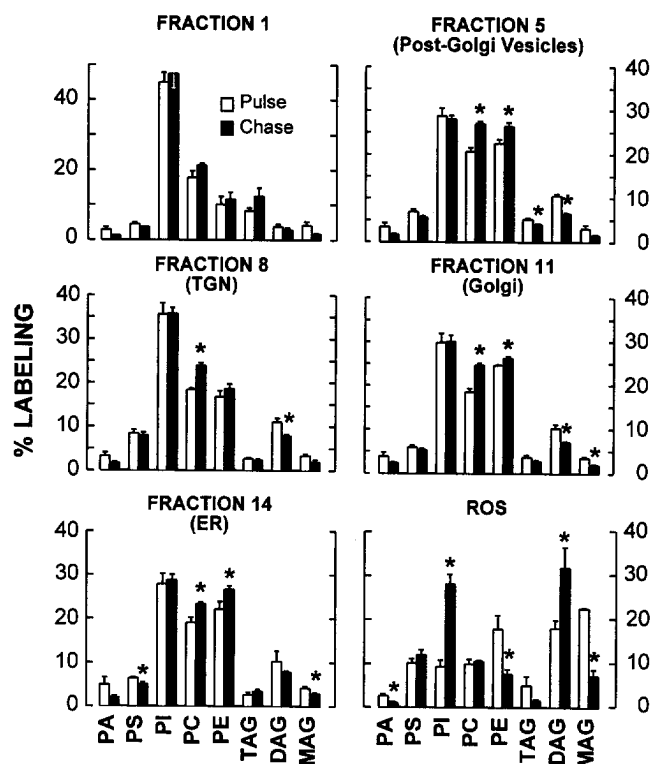 FRACTION 1
FRACTION 5
(Post-Golgi Vesicles)
40
20
0
Pulse
Chase
40
30
20
10
0
* *
* *
FRACTION 8
(TGN)
FRACTION 11
(Golgi)
% LABELING
40
30
20
10
0
* *
40
30
20
10
0
* *
* *
FRACTION 14
(ER)
ROS
40
30
20
10
0
* * * *
40
30
20
10
0
* * * * *
PA PS PI PC PE TAG DAG MAG
PA PS PI PC PE TAG DAG MAG